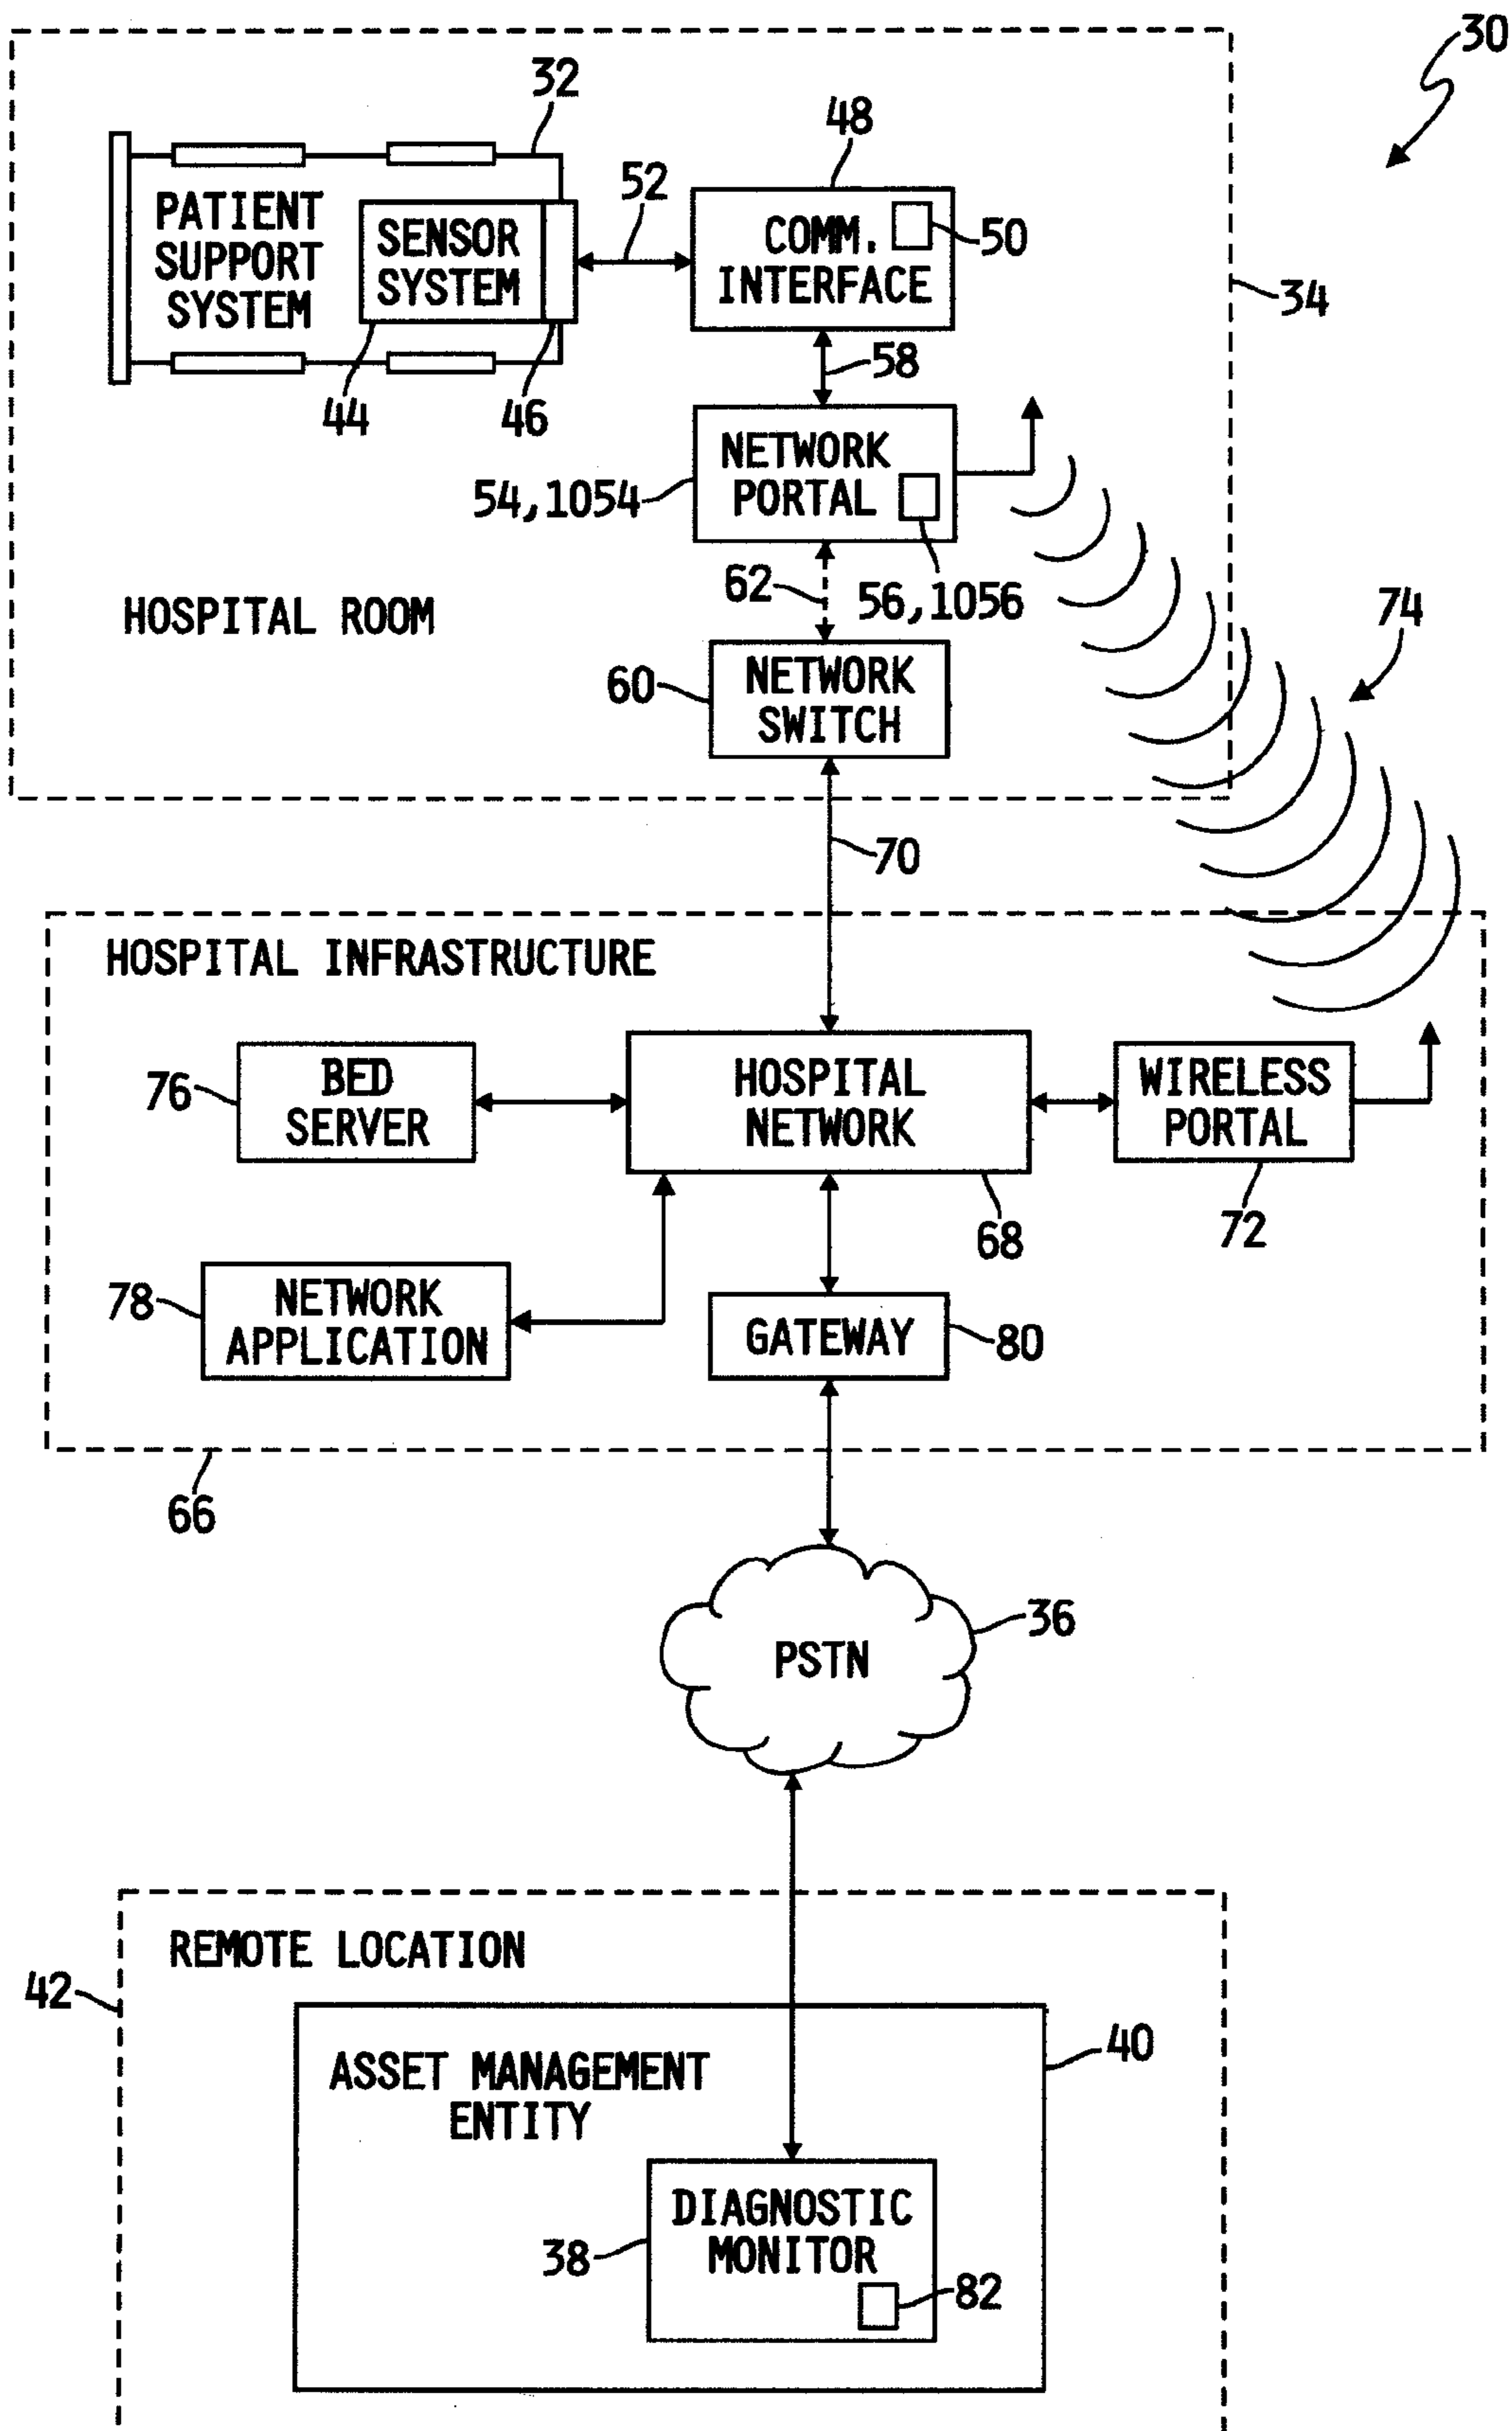 30
32
48
52
PATIENT
SUPPORT
SYSTEM
SENSOR
SYSTEM
COMM.
INTERFACE
50
34
44
46
58
NETWORK
PORTAL
54,1054
62
56,1056
HOSPITAL ROOM
74
60
NETWORK
SWITCH
70
HOSPITAL INFRASTRUCTURE
76
BED
SERVER
HOSPITAL
NETWORK
WIRELESS
PORTAL
68
72
78
NETWORK
APPLICATION
GATEWAY
80
66
36
PSTN
REMOTE LOCATION
42
40
ASSET MANAGEMENT
ENTITY
DIAGNOSTIC
MONITOR
38
82